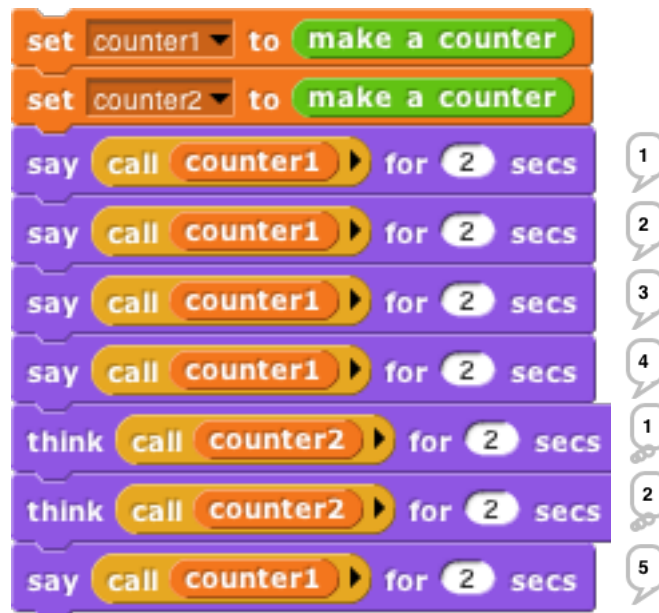 set counter1 to make a counter
set counter2 to make a counter
say call counter1 for 2 secs 1
say call counter1 for 2 secs 2
say call counter1 for 2 secs 3
say call counter1 for 2 secs 4
think call counter2 for 2 secs 1
think call counter2 for 2 secs 2
say call counter1 for 2 secs 5